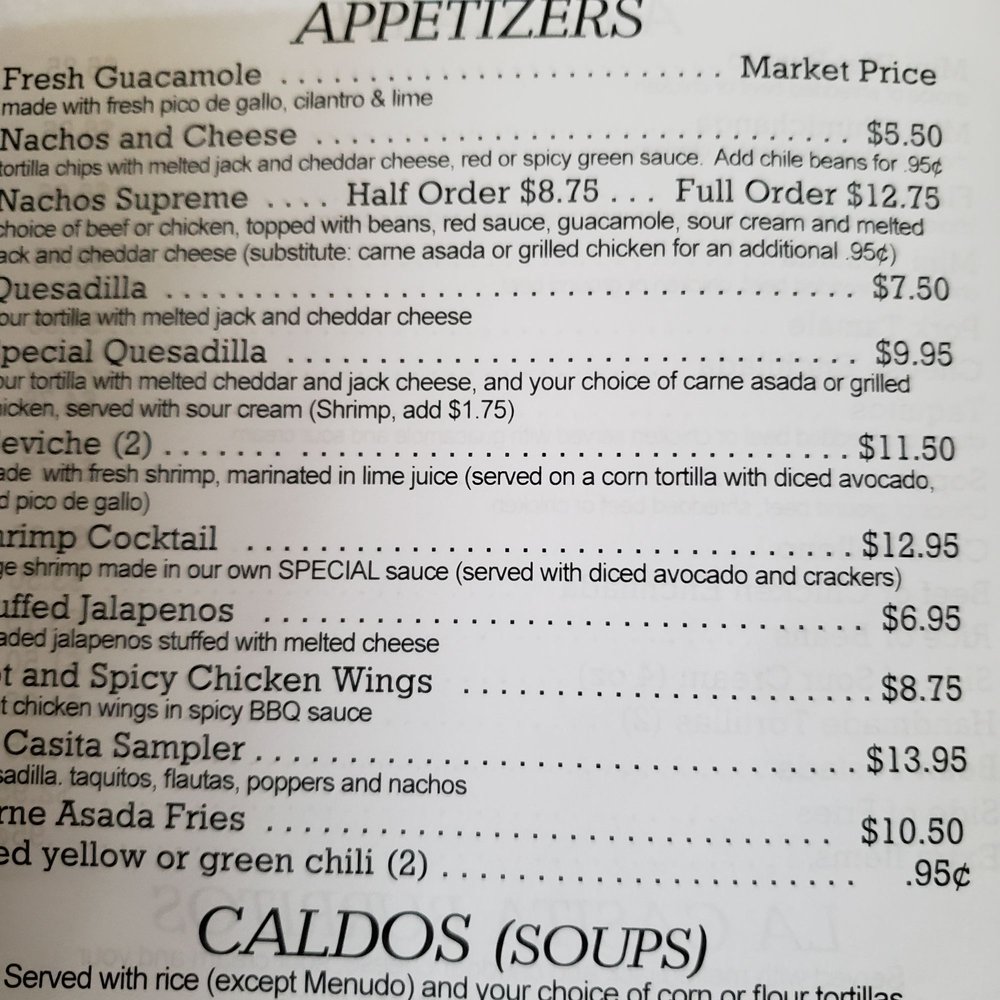 APPETIZERS
Fresh Guacamole ........................ Market Price
made with fresh pico de gallo, cilantro & lime
Nachos and Cheese ............................. $5.50
tortilla chips with melted jack and cheddar cheese, red or spicy green sauce. Add chile beans for .95¢
Nachos Supreme .... Half Order $8.75 ... Full Order $12.75
choice of beef or chicken, topped with beans, red sauce, guacamole, sour cream and melted
ack and cheddar cheese (substitute: carne asada or grilled chicken for an additional .95¢)
Quesadilla ...................................... $7.50
our tortilla with melted jack and cheddar cheese
pecial Quesadilla ................................ $9.95
our tortilla with melted cheddar and jack cheese, and your choice of carne asada or grilled
icken, served with sour cream (Shrimp, add $1.75)
eviche (2) ...................................... $11.50
ade with fresh shrimp, marinated in lime juice (served on a corn tortilla with diced avocado,
d pico de gallo)
rimp Cocktail .................................. $12.95
ge shrimp made in our own SPECIAL sauce (served with diced avocado and crackers)
uffed Jalapenos ................................. $6.95
aded jalapenos stuffed with melted cheese
t and Spicy Chicken Wings ....................... $8.75
t chicken wings in spicy BBQ sauce
Casita Sampler .................................. $13.95
sadilla. taquitos, flautas, poppers and nachos
rne Asada Fries ............................... $10.50
ed yellow or green chili (2) ....................... .95¢
CALDOS (SOUPS)
Served with rice (except Menudo) and your choice of corn or flour tortillas